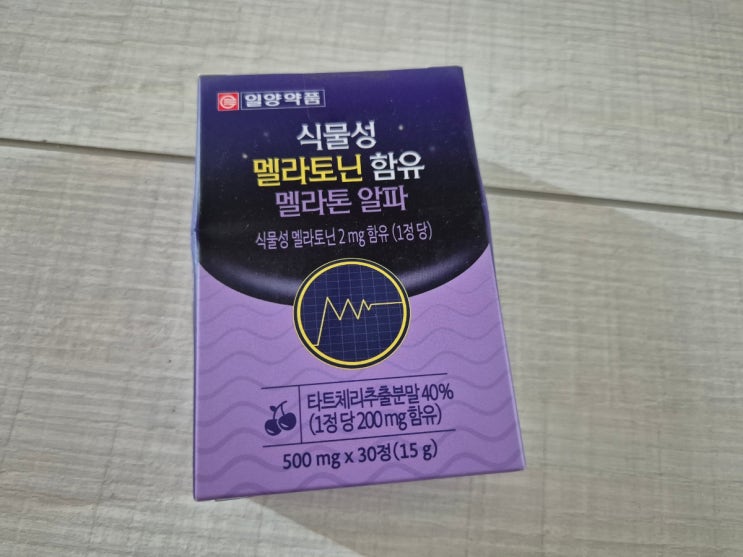 일양약품
식물성
멜라토닌 함유
멜라톤 알파
식물성 멜라토닌 2 mg 함유 (1정 당)
타트체리추출분말 40%
(1정 당 200 mg 함유)
500 mg x 30정(15 g)